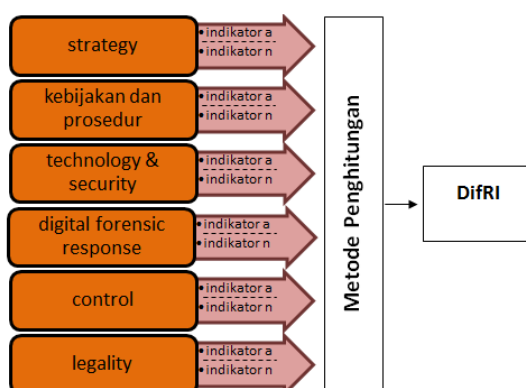 strategy
•indikator a
•indikator n
kebijakan dan
prosedur
•indikator a
•indikator n
technology &
security
•indikator a
•indikator n
digital forensic
response
•indikator a
•indikator n
control
•indikator a
•indikator n
legality
•indikator a
•indikator n
Metode Penghitungan
DifRI